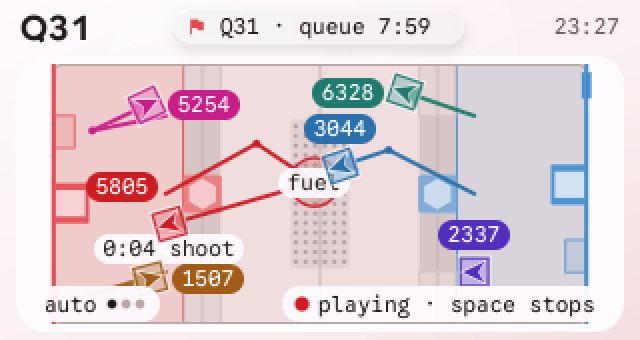 Q31
Q31 · queue 7:59
23:27
5254
6328
3044
5805
fuel
2337
0:04 shoot
1507
auto
playing · space stops